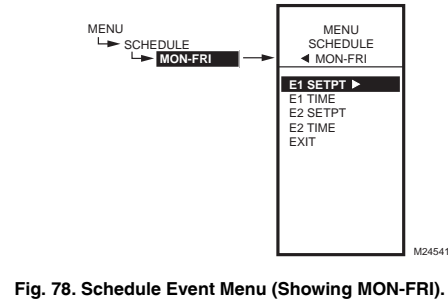 MENU
SCHEDULE
MON-FRI
MENU
SCHEDULE
◄ MON-FRI
E1 SETPT ►
E1 TIME
E2 SETPT
E2 TIME
EXIT
M24541
Fig. 78. Schedule Event Menu (Showing MON-FRI).